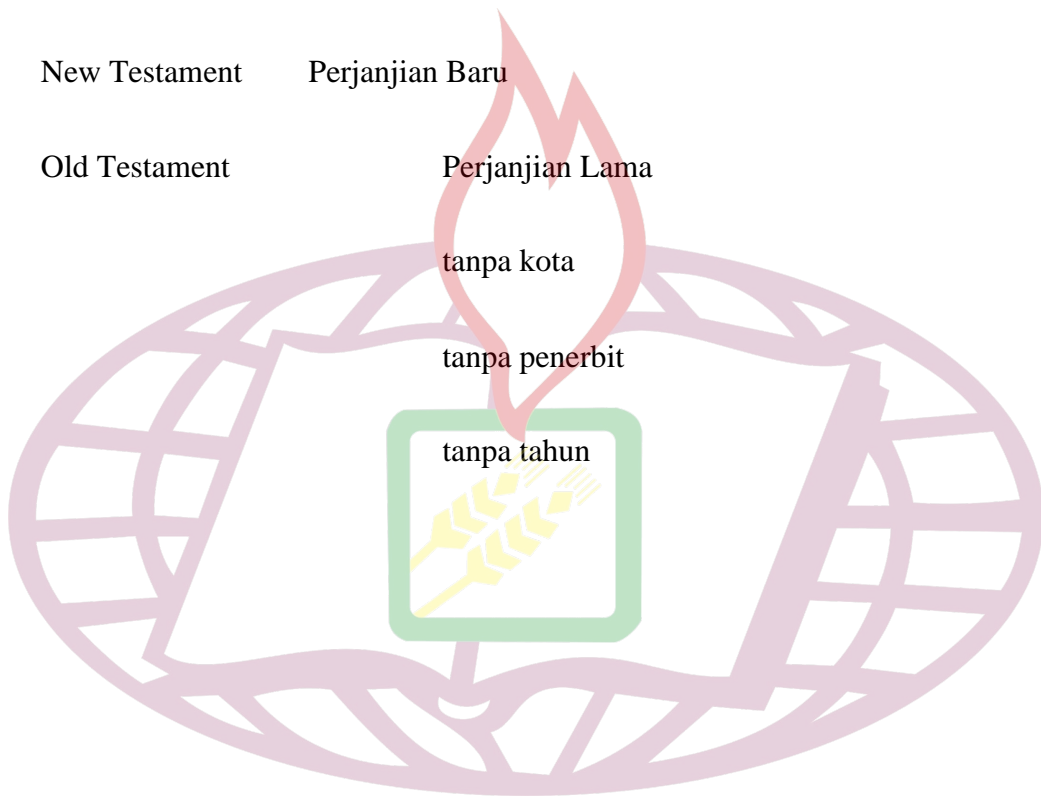 New Testament Perjanjian Baru
Old Testament Perjanjian Lama
tanpa kota
tanpa penerbit
tanpa tahun